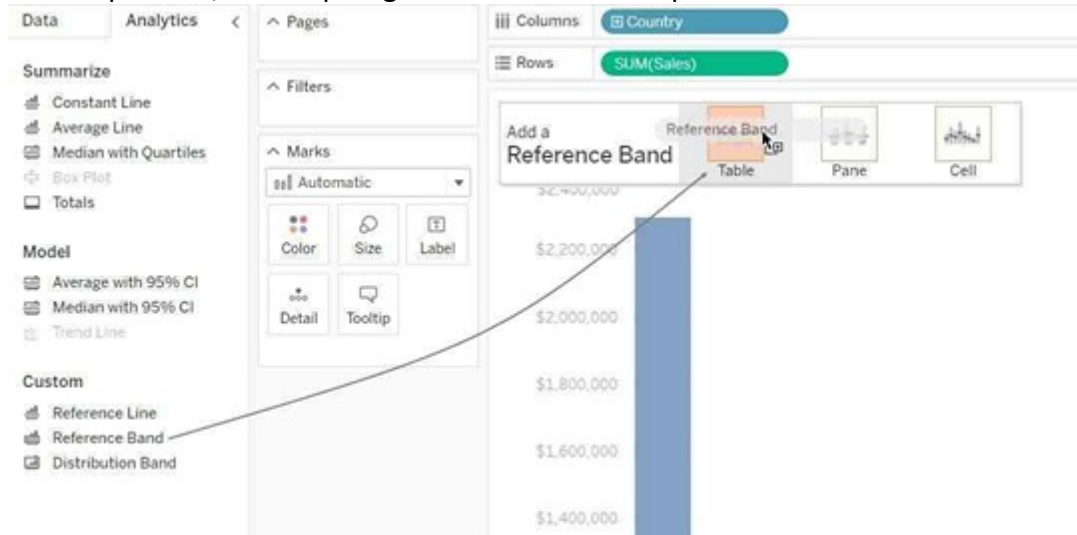 Data
Analytics
Pages
Columns
Country
Rows
SUM(Sales)
Summarize
Constant Line
Average Line
Median with Quartiles
Box Plot
Totals
Model
Average with 95% CI
Median with 95% CI
Trend Line
Custom
Reference Line
Reference Band
Distribution Band
Filters
Marks
Automatic
Color
Size
Label
Detail
Tooltip
Add a
Reference Band
Reference Band
Table
Pane
Cell
$2,400,000
$2,200,000
$2,000,000
$1,800,000
$1,600,000
$1,400,000